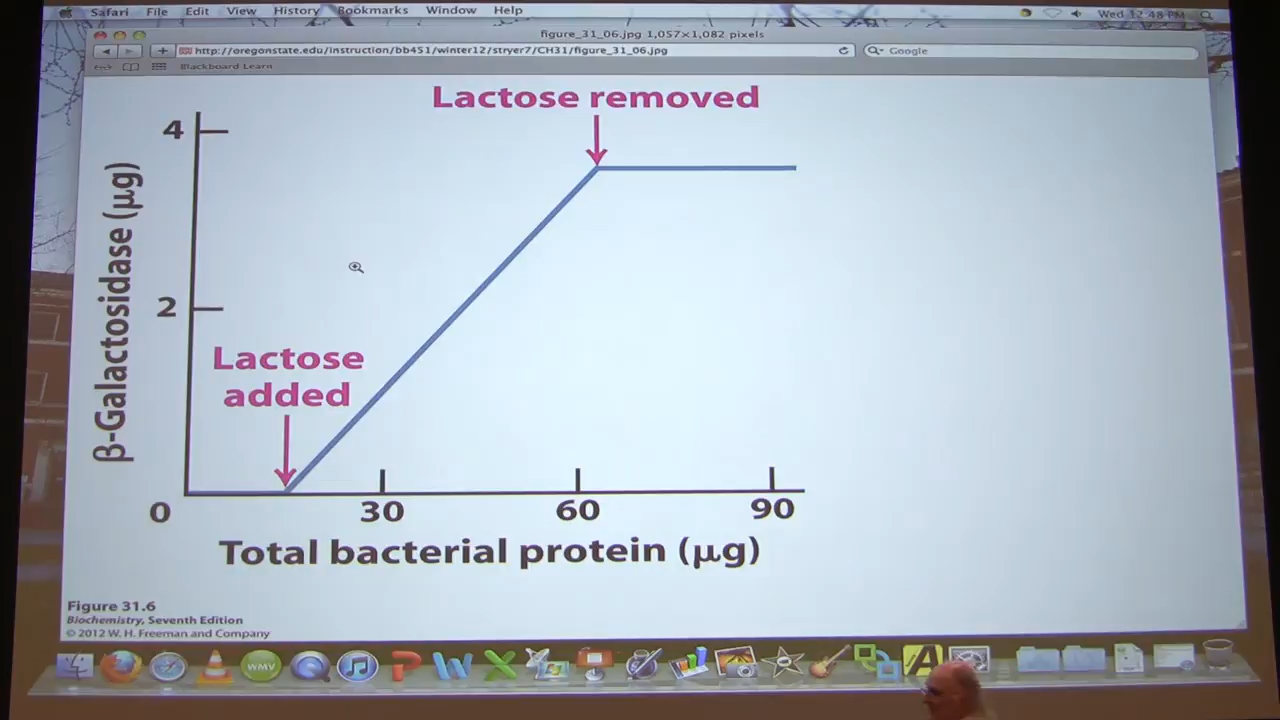 Safari File Edit View History Bookmarks Window Help Wed 12:48 PM
figure_31_06.jpg 1,057×1,082 pixels
http://oregonstate.edu/instruction/bb451/winter12/stryer7/CH31/figure_31_06.jpg Google
Blackboard Learn
Lactose removed
4
β-Galactosidase (μg)
2
Lactose
added
0 30 60 90
Total bacterial protein (μg)
Figure 31.6
Biochemistry, Seventh Edition
© 2012 W. H. Freeman and Company
WMV